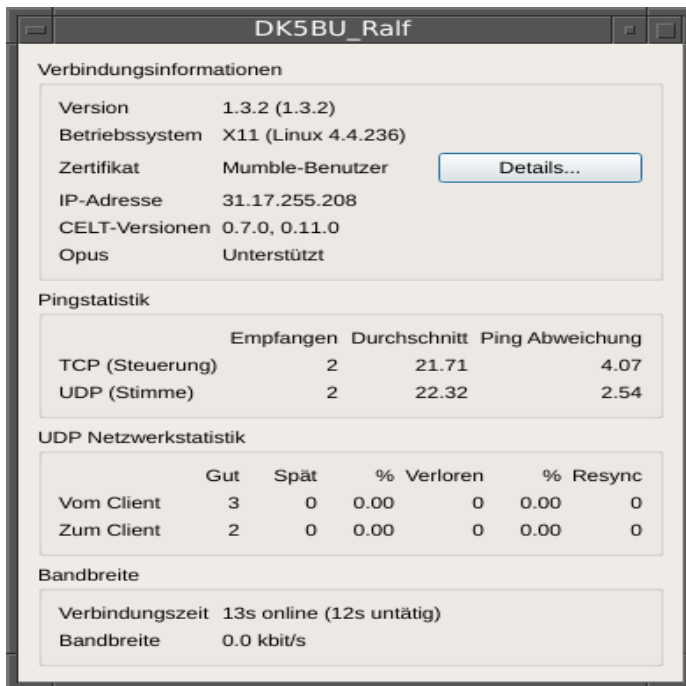 DK5BU_Ralf
Verbindungsinformationen
Version 1.3.2 (1.3.2)
Betriebssystem X11 (Linux 4.4.236)
Zertifikat Mumble-Benutzer Details...
IP-Adresse 31.17.255.208
CELT-Versionen 0.7.0, 0.11.0
Opus Unterstützt
Pingstatistik
Empfangen Durchschnitt Ping Abweichung
TCP (Steuerung) 2 21.71 4.07
UDP (Stimme) 2 22.32 2.54
UDP Netzwerkstatistik
Gut Spät % Verloren % Resync
Vom Client 3 0 0.00 0 0.00 0
Zum Client 2 0 0.00 0 0.00 0
Bandbreite
Verbindungszeit 13s online (12s untätig)
Bandbreite 0.0 kbit/s